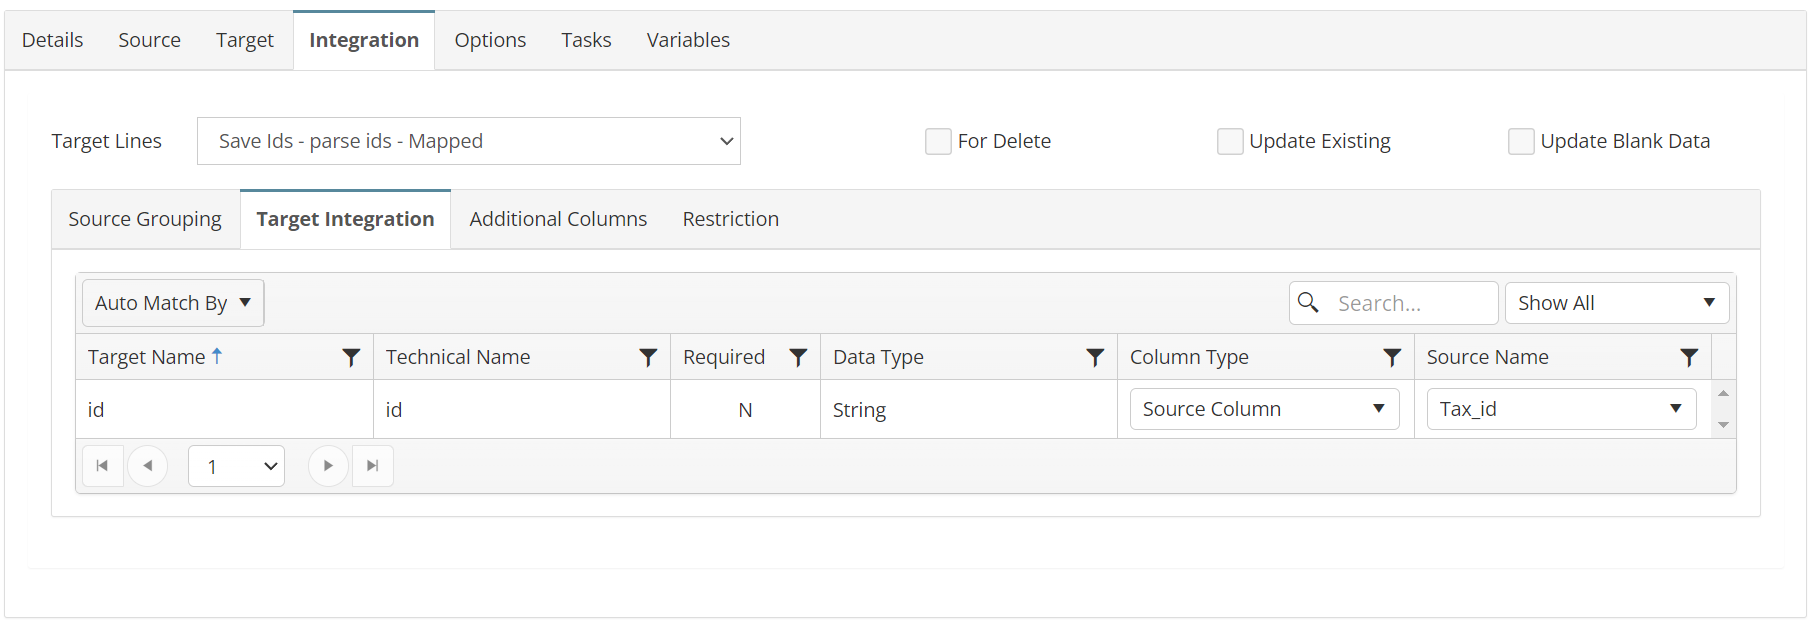 Details Source Target Integration Options Tasks Variables
Target Lines Save Ids - parse ids - Mapped For Delete Update Existing Update Blank Data
Source Grouping Target Integration Additional Columns Restriction
Auto Match By Search... Show All
Target Name Technical Name Required Data Type Column Type Source Name
id id N String Source Column Tax_id
1